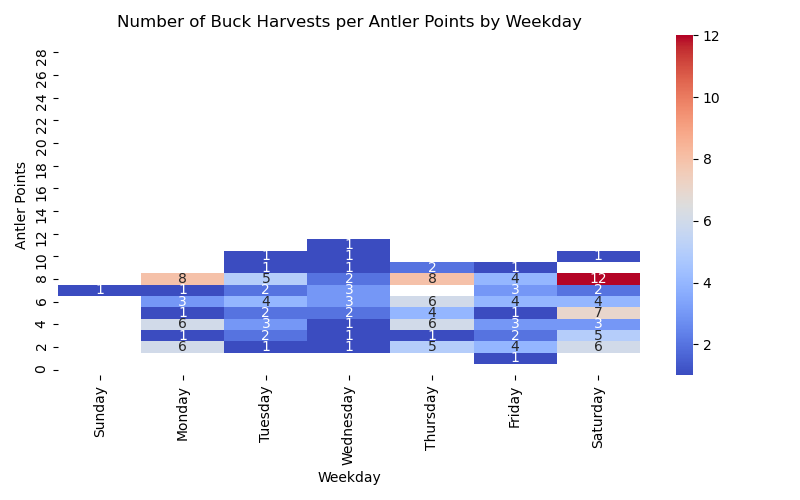 Number of Buck Harvests per Antler Points by Weekday
12
28
26
24
10
22
20
18
8
16
Antler Points
14
6
12
1
10
1 1 1
1 1 2 1
8
8 5 2 8 4 12
4
1 1 2 3 3 2
6
3 4 3 6 4 4
1 2 2 4 1 7
4
6 3 1 6 3 3
1 2 1 1 2 5
2
6 1 1 5 4 6
2
1
0
Sunday
Monday
Tuesday
Wednesday
Thursday
Friday
Saturday
Weekday